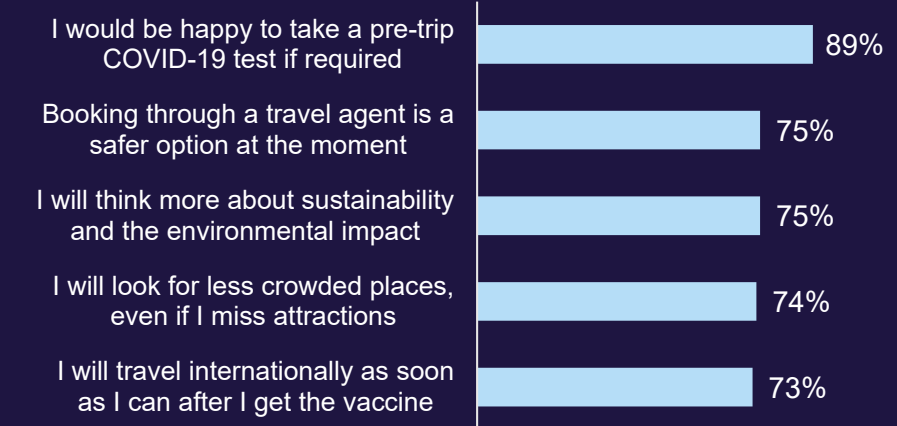 I would be happy to take a pre-trip
COVID-19 test if required
89%
Booking through a travel agent is a
safer option at the moment
75%
I will think more about sustainability
and the environmental impact
75%
I will look for less crowded places,
even if I miss attractions
74%
I will travel internationally as soon
as I can after I get the vaccine
73%